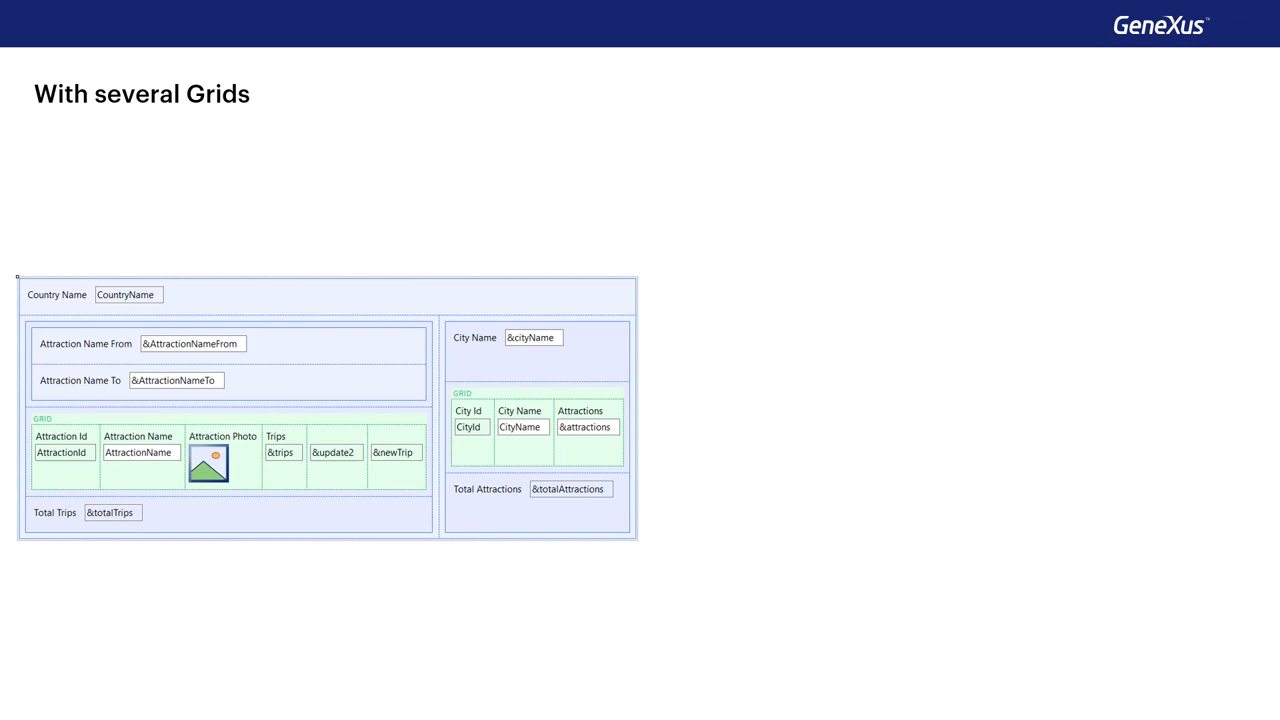 GeneXus™
With several Grids
Country Name CountryName
Attraction Name From &AttractionNameFrom
Attraction Name To &AttractionNameTo
GRID
Attraction Id Attraction Name Attraction Photo Trips
AttractionId AttractionName &trips &update2 &newTrip
Total Trips &totalTrips
City Name &cityName
GRID
City Id City Name Attractions
CityId CityName &attractions
Total Attractions &totalAttractions